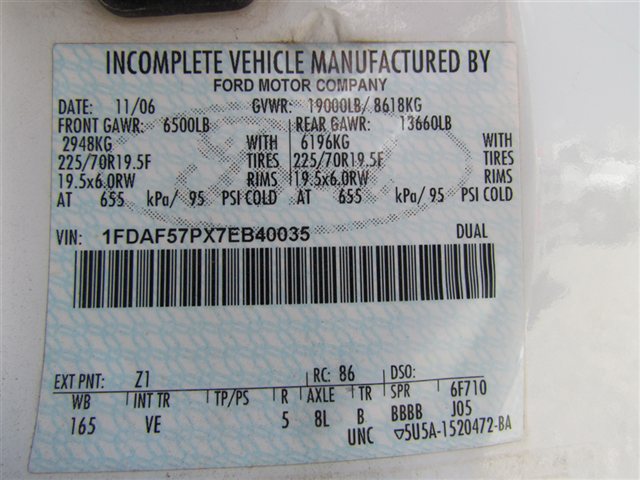 INCOMPLETE VEHICLE MANUFACTURED BY
FORD MOTOR COMPANY
DATE: 11/06 GVWR: 19000LB/ 8618KG
FRONT GAWR: 6500LB REAR GAWR: 13660LB
2948KG WITH 6196KG WITH
225/70R19.5F TIRES 225/70R19.5F TIRES
19.5x6.0RW RIMS 19.5x6.0RW RIMS
AT 655 kPa/ 95 PSI COLD AT 655 kPa/ 95 PSI COLD
VIN: 1FDAF57PX7EB40035 DUAL
EXT PNT: Z1 RC: 86 DSO:
WB INT TR TP/PS R AXLE TR SPR 6F710
165 VE 5 8L B BBBB J05
UNC ▽5U5A-1520472-BA